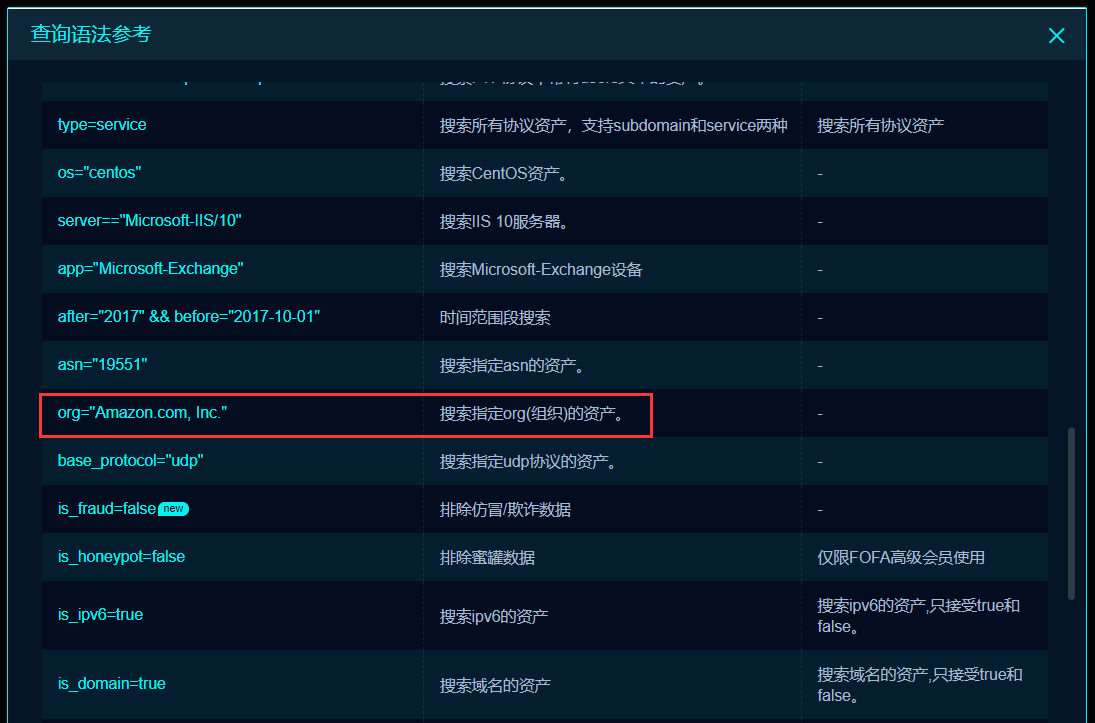 查询语法参考
type=service 搜索所有协议资产，支持subdomain和service两种 搜索所有协议资产
os="centos" 搜索CentOS资产。 -
server=="Microsoft-IIS/10" 搜索IIS 10服务器。 -
app="Microsoft-Exchange" 搜索Microsoft-Exchange设备 -
after="2017" && before="2017-10-01" 时间范围段搜索 -
asn="19551" 搜索指定asn的资产。 -
org="Amazon.com, Inc." 搜索指定org(组织)的资产。 -
base_protocol="udp" 搜索指定udp协议的资产。 -
is_fraud=false new 排除仿冒/欺诈数据 -
is_honeypot=false 排除蜜罐数据 仅限FOFA高级会员使用
is_ipv6=true 搜索ipv6的资产 搜索ipv6的资产,只接受true和
false。
is_domain=true 搜索域名的资产 搜索域名的资产,只接受true和
false。